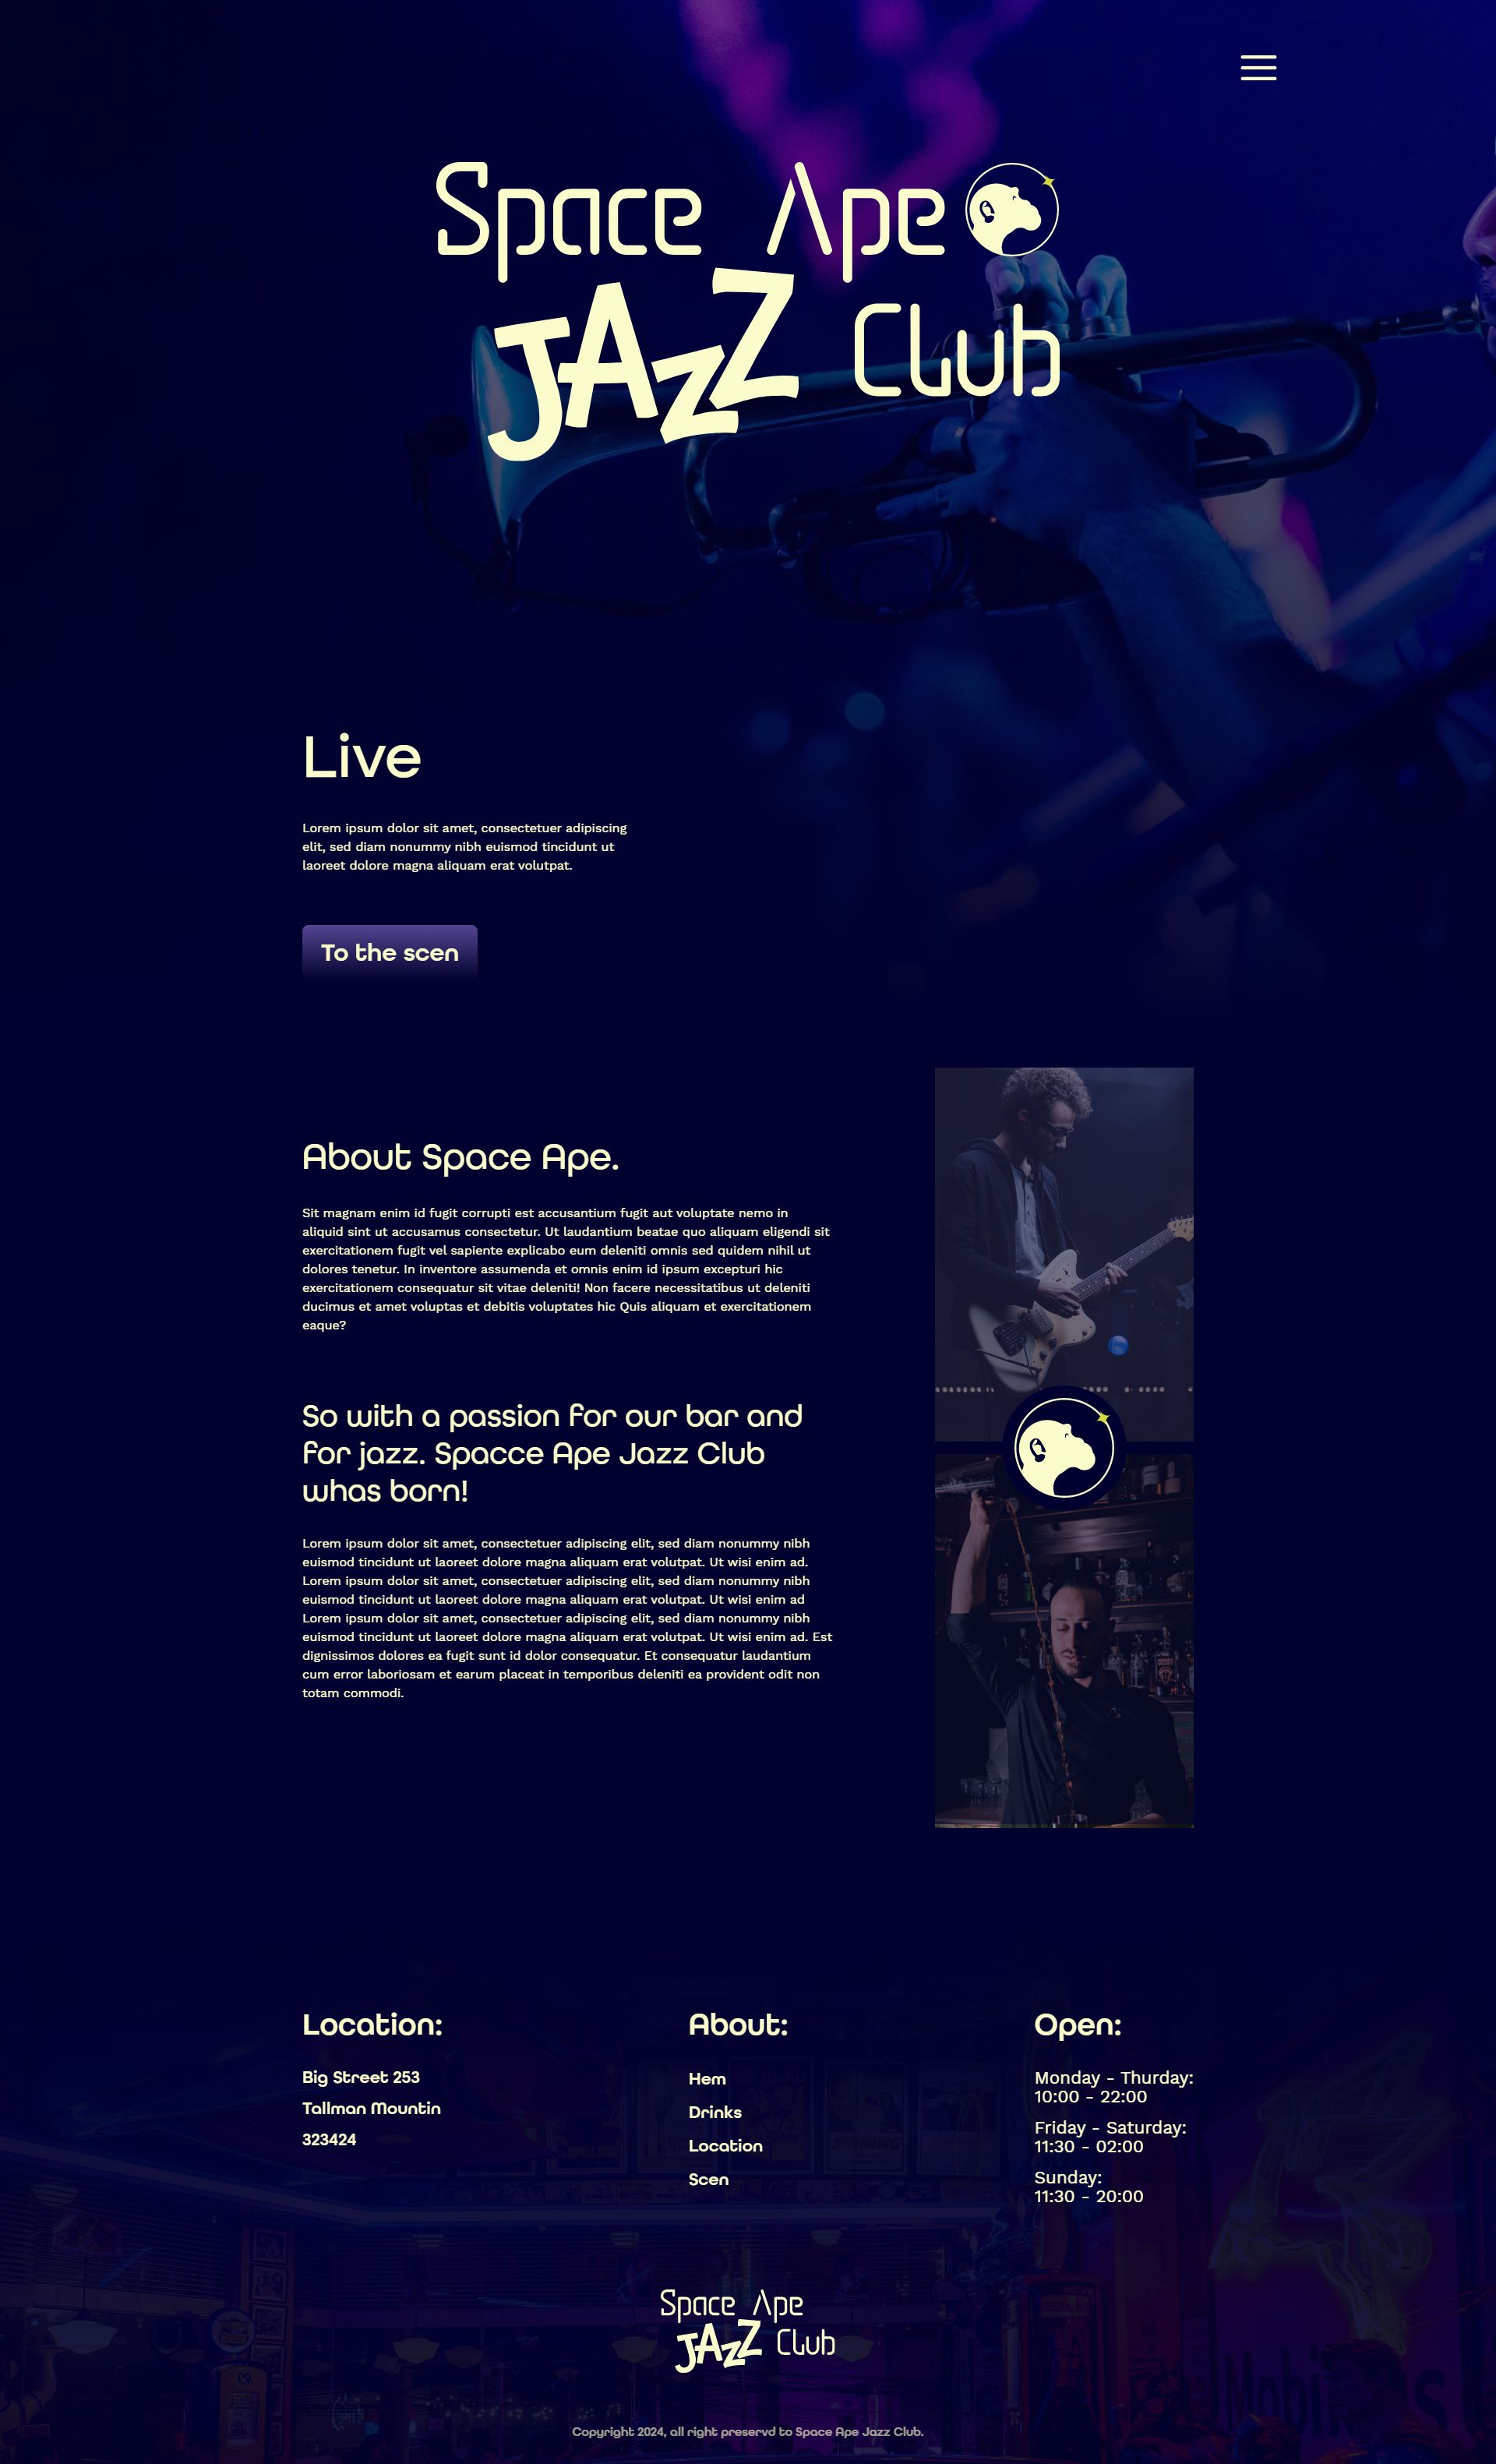 Space Ape
JAZZ Club
Live
Lorem ipsum dolor sit amet, consectetuer adipiscing
elit, sed diam nonummy nibh euismod tincidunt ut
laoreet dolore magna aliquam erat volutpat.
To the scen
About Space Ape.
Sit magnam enim id fugit corrupti est accusantium fugit aut voluptate nemo in
aliquid sint ut accusamus consectetur. Ut laudantium beatae quo aliquam eligendi sit
exercitationem fugit vel sapiente explicabo eum deleniti omnis sed quidem nihil ut
dolores tenetur. In inventore assumenda et omnis enim id ipsum excepturi hic
exercitationem consequatur sit vitae deleniti! Non facere necessitatibus ut deleniti
ducimus et amet voluptas et debitis voluptates hic Quis aliquam et exercitationem
eaque?
So with a passion for our bar and
for jazz. Spacce Ape Jazz Club
whas born!
Lorem ipsum dolor sit amet, consectetuer adipiscing elit, sed diam nonummy nibh
euismod tincidunt ut laoreet dolore magna aliquam erat volutpat. Ut wisi enim ad.
Lorem ipsum dolor sit amet, consectetuer adipiscing elit, sed diam nonummy nibh
euismod tincidunt ut laoreet dolore magna aliquam erat volutpat. Ut wisi enim ad
Lorem ipsum dolor sit amet, consectetuer adipiscing elit, sed diam nonummy nibh
euismod tincidunt ut laoreet dolore magna aliquam erat volutpat. Ut wisi enim ad. Est
dignissimos dolores ea fugit sunt id dolor consequatur. Et consequatur laudantium
cum error laboriosam et earum placeat in temporibus deleniti ea provident odit non
totam commodi.
Location:
Big Street 253
Tallman Mountin
323424
About:
Hem
Drinks
Location
Scen
Open:
Monday - Thurday:
10:00 - 22:00
Friday - Saturday:
11:30 - 02:00
Sunday:
11:30 - 20:00
Space Ape
JAZZ Club
Copyright 2024, all right preservd to Space Ape Jazz Club.